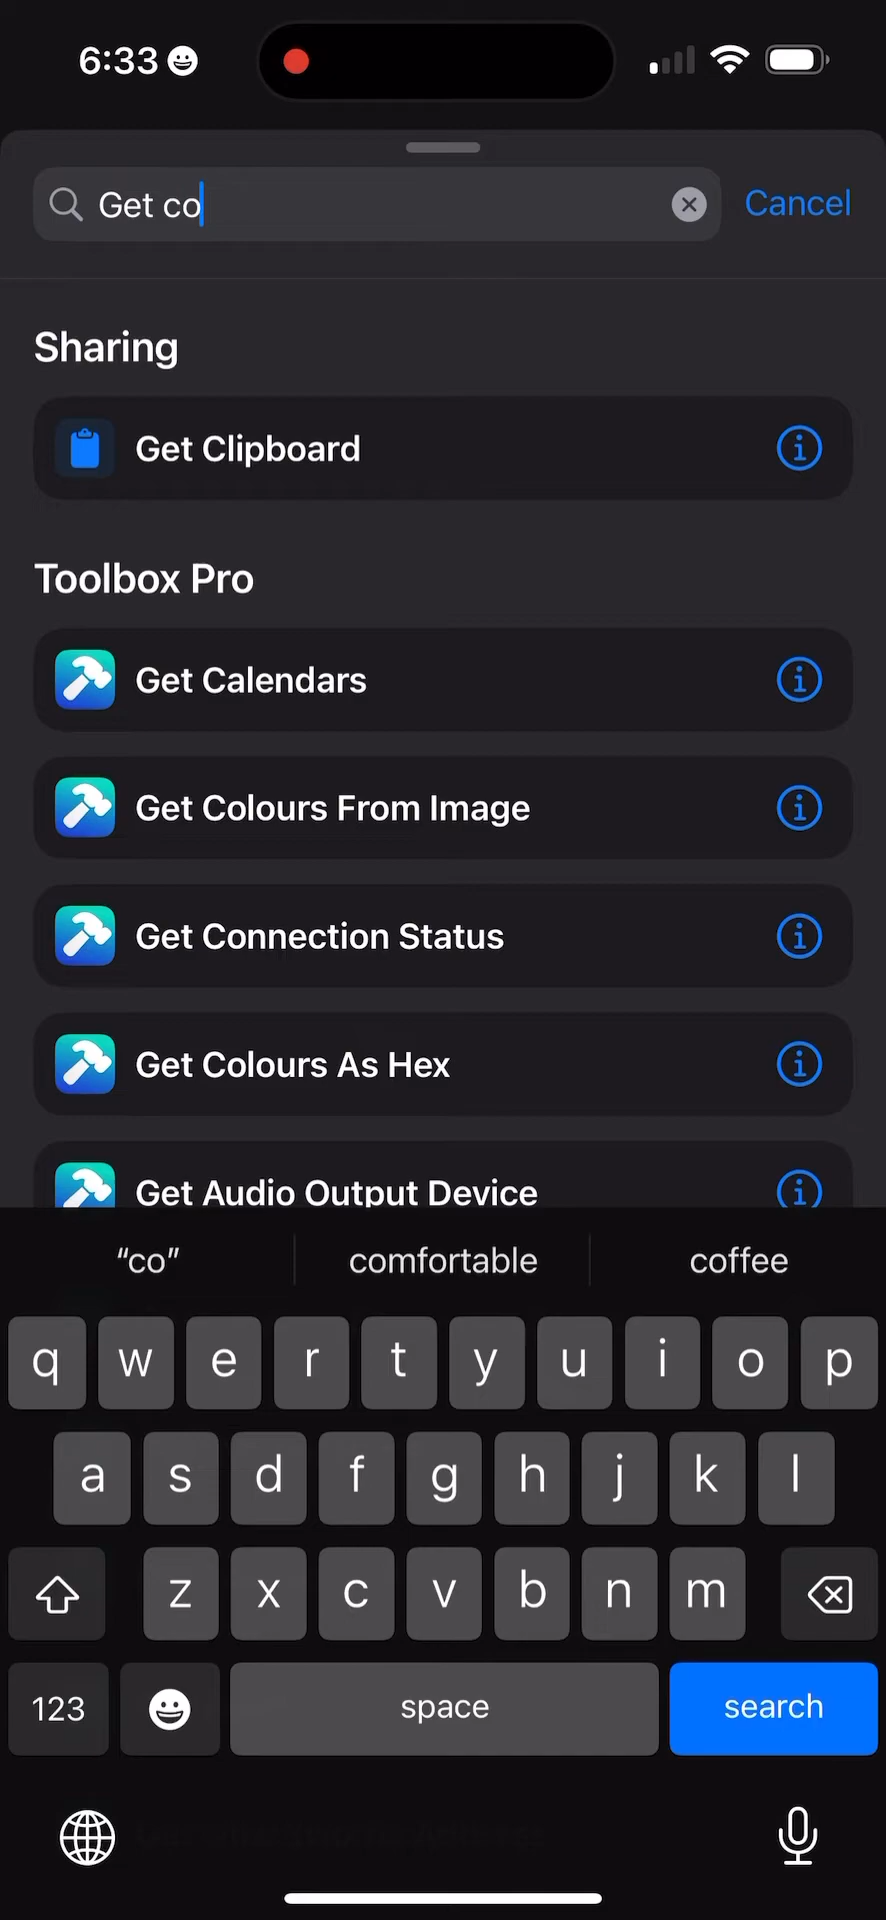 6:33
Get co
Cancel
Sharing
Get Clipboard
Toolbox Pro
Get Calendars
Get Colours From Image
Get Connection Status
Get Colours As Hex
Get Audio Output Device
“co”
comfortable
coffee
q w e r t y u i o p
a s d f g h j k l
z x c v b n m
123
space
search